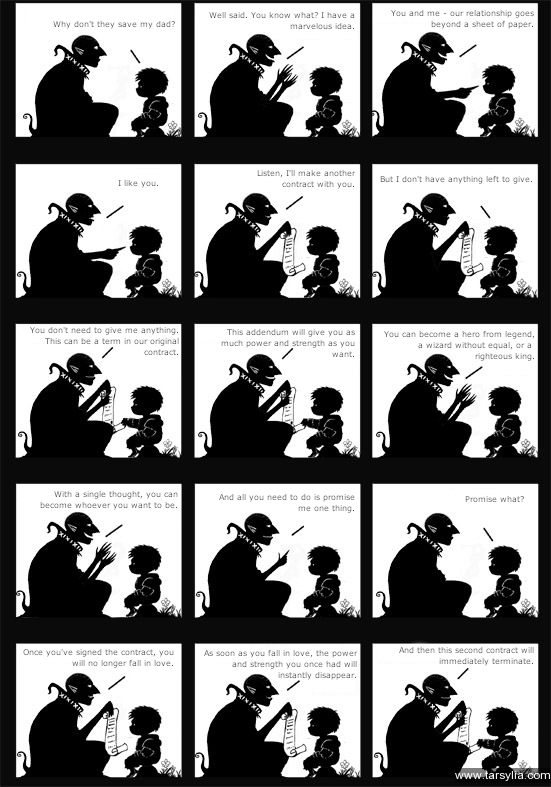 Why don't they save my dad?
Well said. You know what? I have a
marvelous idea.
You and me - our relationship goes
beyond a sheet of paper.
I like you.
Listen, I'll make another
contract with you.
But I don't have anything left to give.
You don't need to give me anything.
This can be a term in our original
contract.
This addendum will give you as
much power and strength as you
want.
You can become a hero from legend,
a wizard without equal, or a
righteous king.
With a single thought, you can
become whoever you want to be.
And all you need to do is promise
me one thing.
Promise what?
Once you've signed the contract, you
will no longer fall in love.
As soon as you fall in love, the power
and strength you once had will
instantly disappear.
And then this second contract will
immediately terminate.
www.tarsylia.com